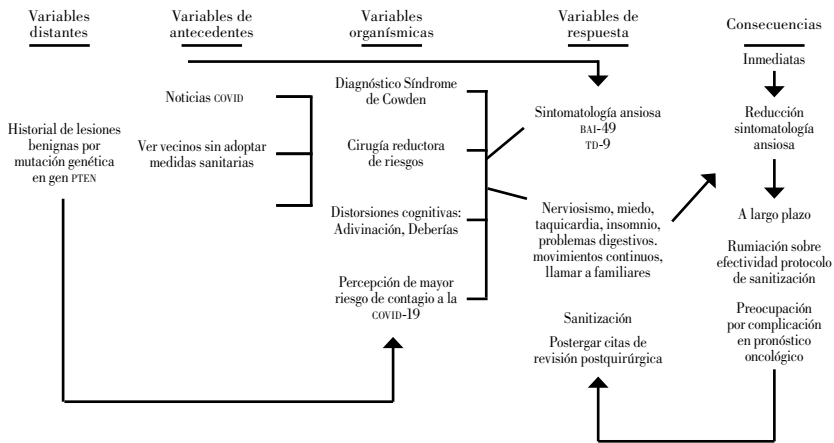 Variables
distantes
Variables de
antecedentes
Variables
organísmicas
Variables
de respuesta
Consecuencias
Historial de lesiones
benignas por
mutación genética
en gen PTEN
Noticias COVID
Ver vecinos sin adoptar
medidas sanitarias
Diagnóstico Síndrome
de Cowden
Cirugía reductora
de riesgos
Distorsiones cognitivas:
Adivinación, Deberías
Percepción de mayor
riesgo de contagio a la
COVID-19
Sintomatología ansiosa
BAI-49
TD-9
Nerviosismo, miedo,
taquicardia, insomnio,
problemas digestivos.
movimientos continuos,
llamar a familiares
Sanitización
Postergar citas de
revisión postquirúrgica
Inmediatas
Reducción
sintomatología
ansiosa
A largo plazo
Rumiación sobre
efectividad protocolo
de sanitización
Preocupación
por complicación
en pronóstico
oncológico